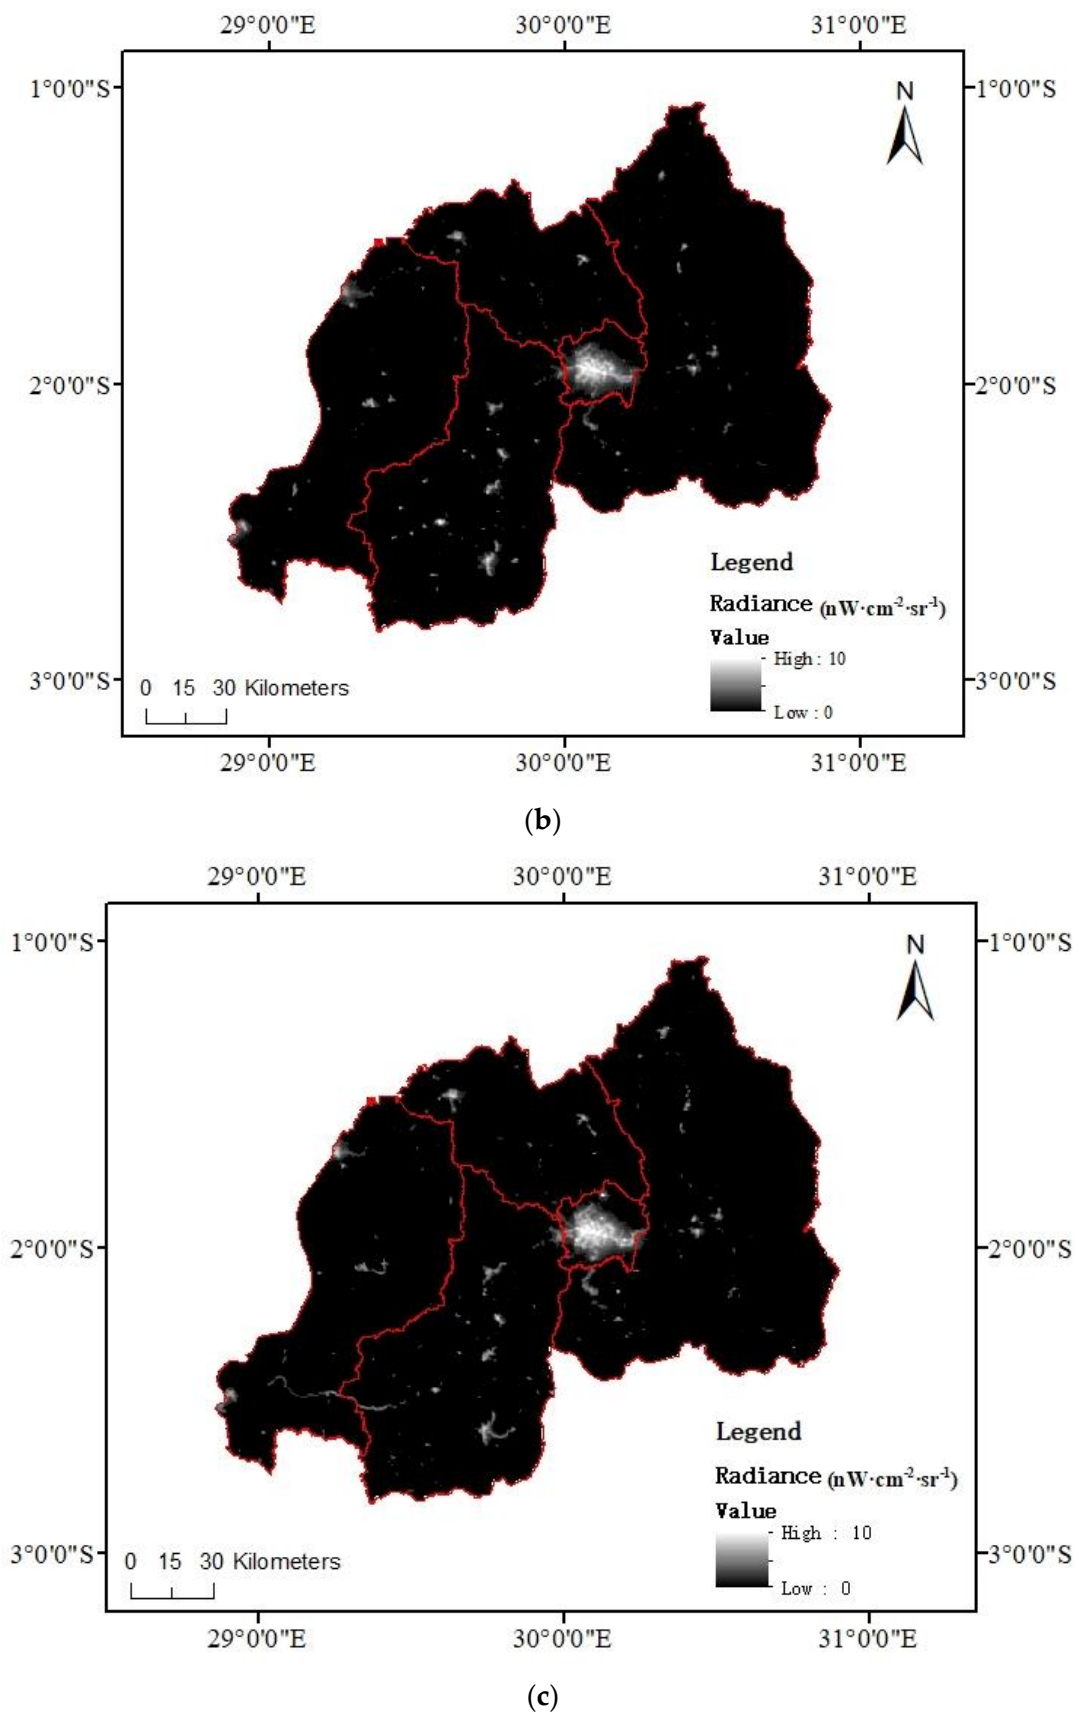 29°0'0"E 30°0'0"E 31°0'0"E
1°0'0"S 1°0'0"S
N
2°0'0"S 2°0'0"S
Legend
Radiance (nW·cm-2·sr-1)
Value
High : 10
Low : 0
3°0'0"S 3°0'0"S
0 15 30 Kilometers
29°0'0"E 30°0'0"E 31°0'0"E
(b)
29°0'0"E 30°0'0"E 31°0'0"E
1°0'0"S 1°0'0"S
N
2°0'0"S 2°0'0"S
Legend
Radiance (nW·cm-2·sr-1)
Value
High : 10
Low : 0
3°0'0"S 3°0'0"S
0 15 30 Kilometers
29°0'0"E 30°0'0"E 31°0'0"E
(c)